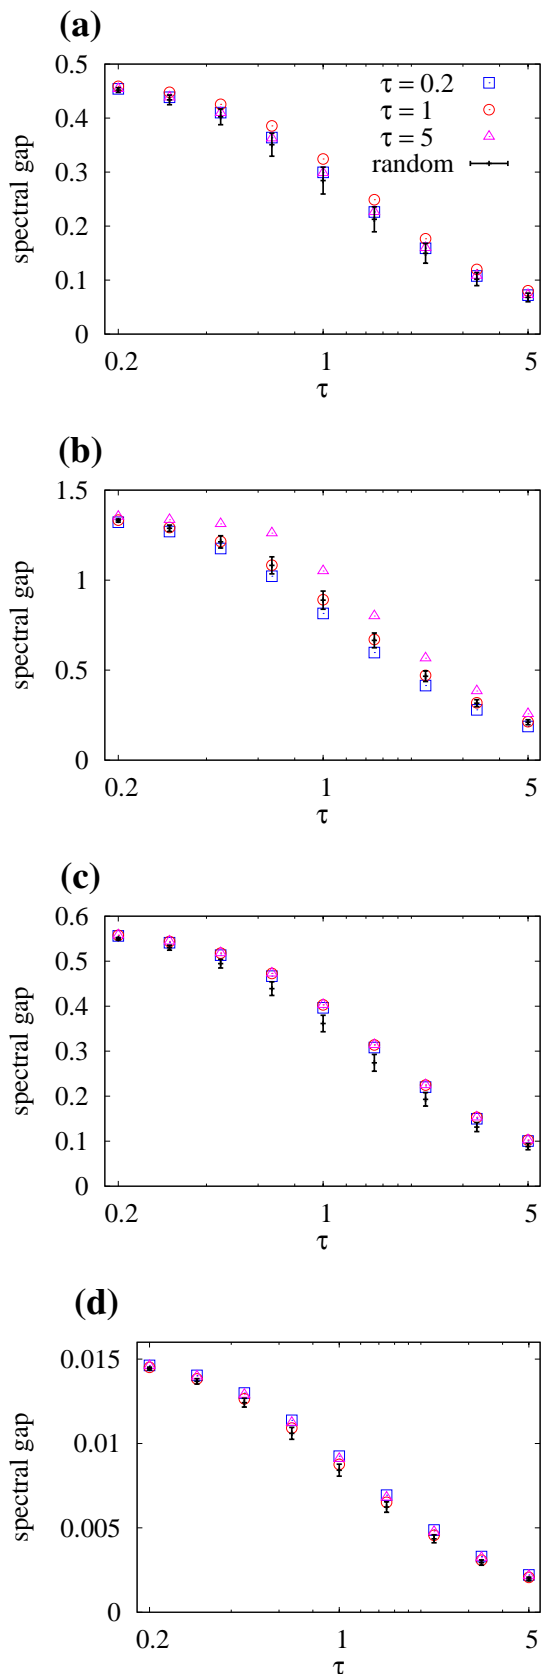 (a)
0.5
0.4
0.3
0.2
0.1
0
spectral gap
τ = 0.2
τ = 1
τ = 5
random
0.2
1
5
τ
(b)
1.5
1
0.5
0
spectral gap
0.2
1
5
τ
(c)
0.6
0.5
0.4
0.3
0.2
0.1
0
spectral gap
0.2
1
5
τ
(d)
0.015
0.01
0.005
0
spectral gap
0.2
1
5
τ